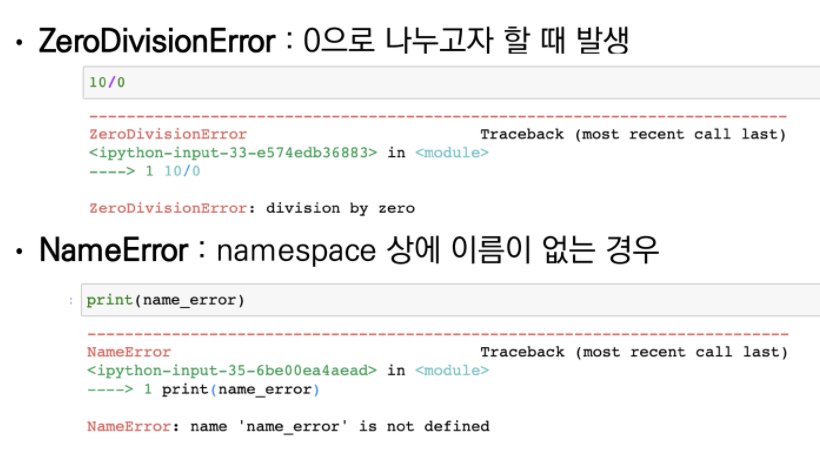 • ZeroDivisionError : 0으로 나누고자 할 때 발생
10/0
---------------------------------------------------------------------------
ZeroDivisionError                         Traceback (most recent call last)
<ipython-input-33-e574edb36883> in <module>
----> 1 10/0
ZeroDivisionError: division by zero
• NameError : namespace 상에 이름이 없는 경우
: print(name_error)
---------------------------------------------------------------------------
NameError                                 Traceback (most recent call last)
<ipython-input-35-6be00ea4aead> in <module>
----> 1 print(name_error)
NameError: name 'name_error' is not defined